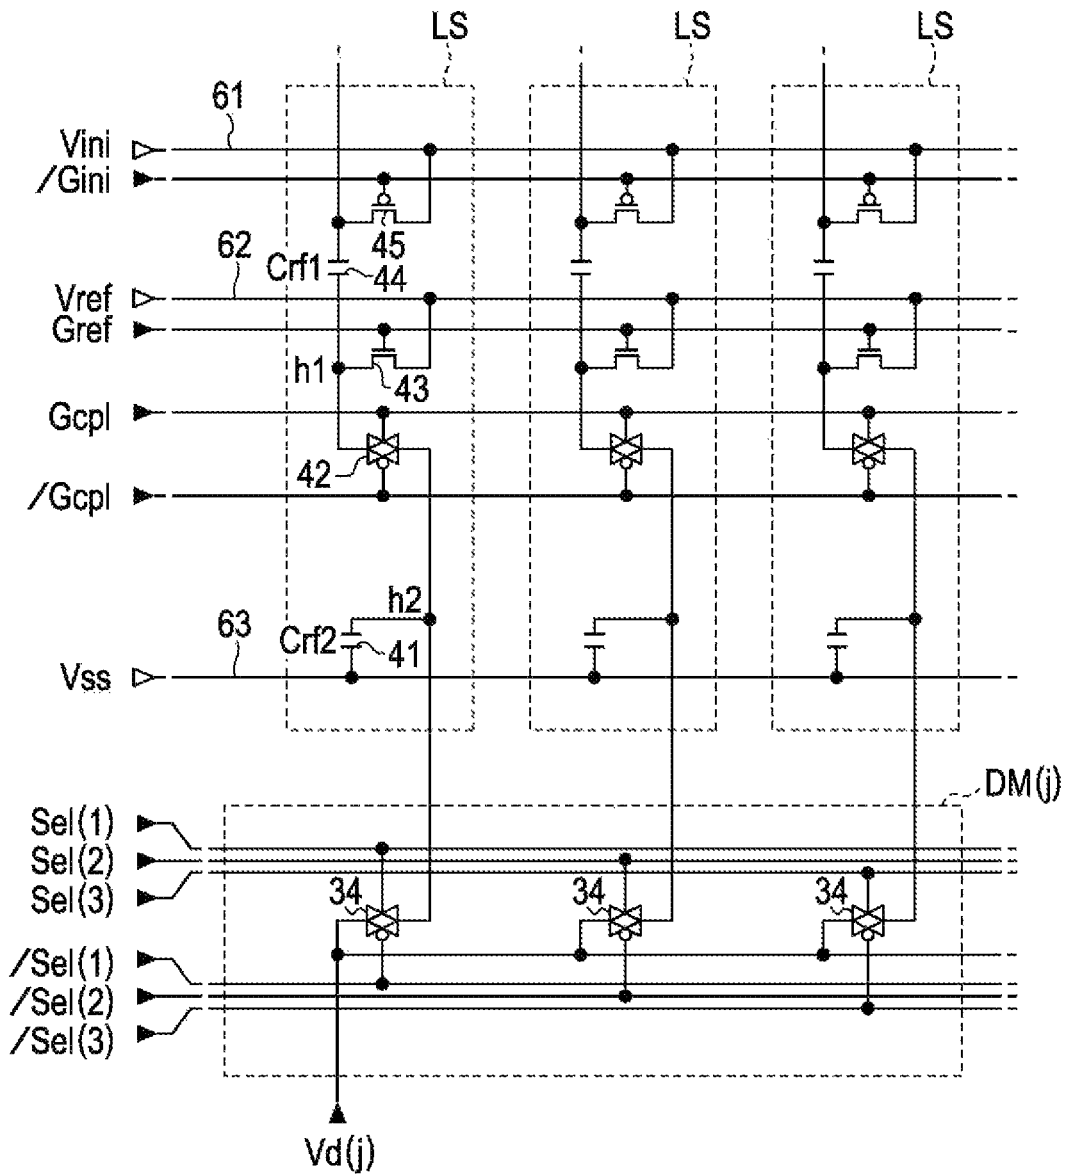 LS LS LS
61
Vini
/Gini
45
62
Crf1 44
Vref
Gref
h1 43
Gcpl
42
/Gcpl
h2
63 Crf2 41
Vss
DM(j)
Sel(1)
Sel(2)
Sel(3)
34 34 34
/Sel(1)
/Sel(2)
/Sel(3)
Vd(j)